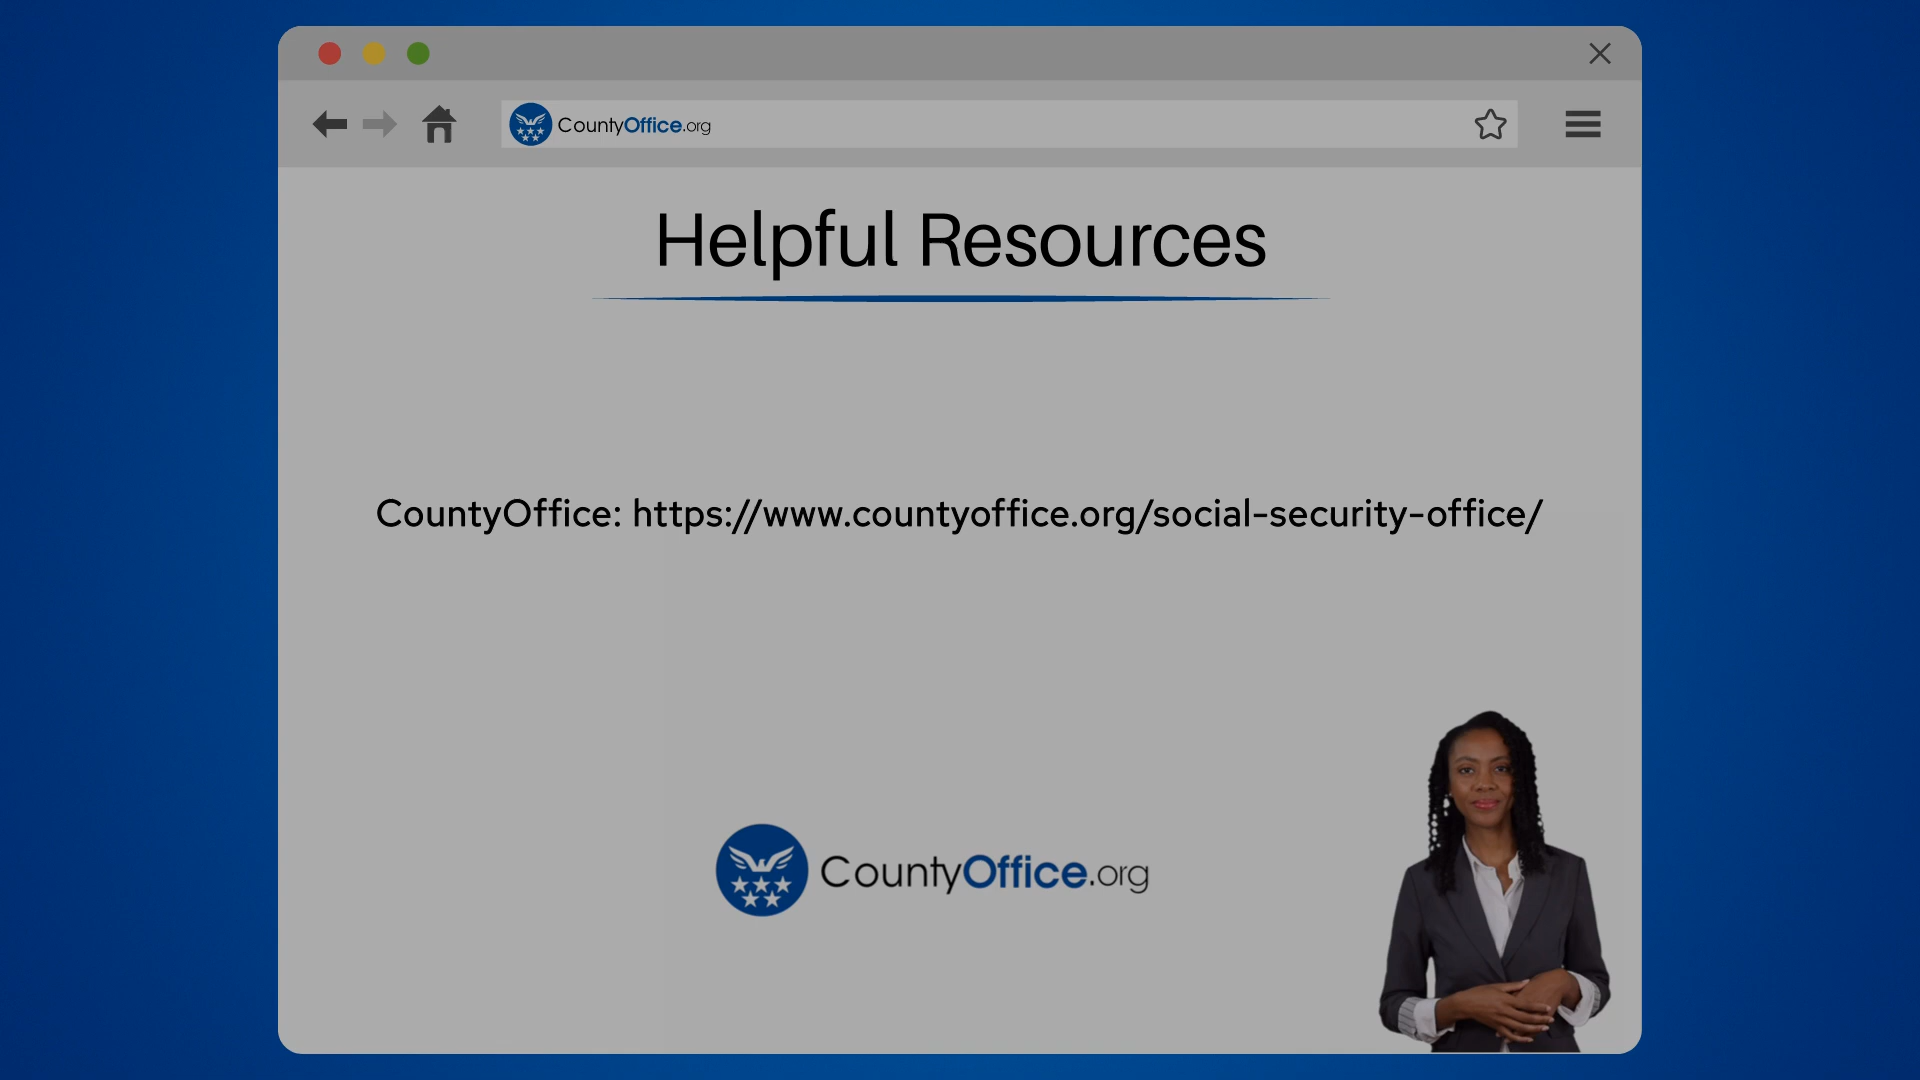 CountyOffice.org
Helpful Resources
CountyOffice: https://www.countyoffice.org/social-security-office/
CountyOffice.org